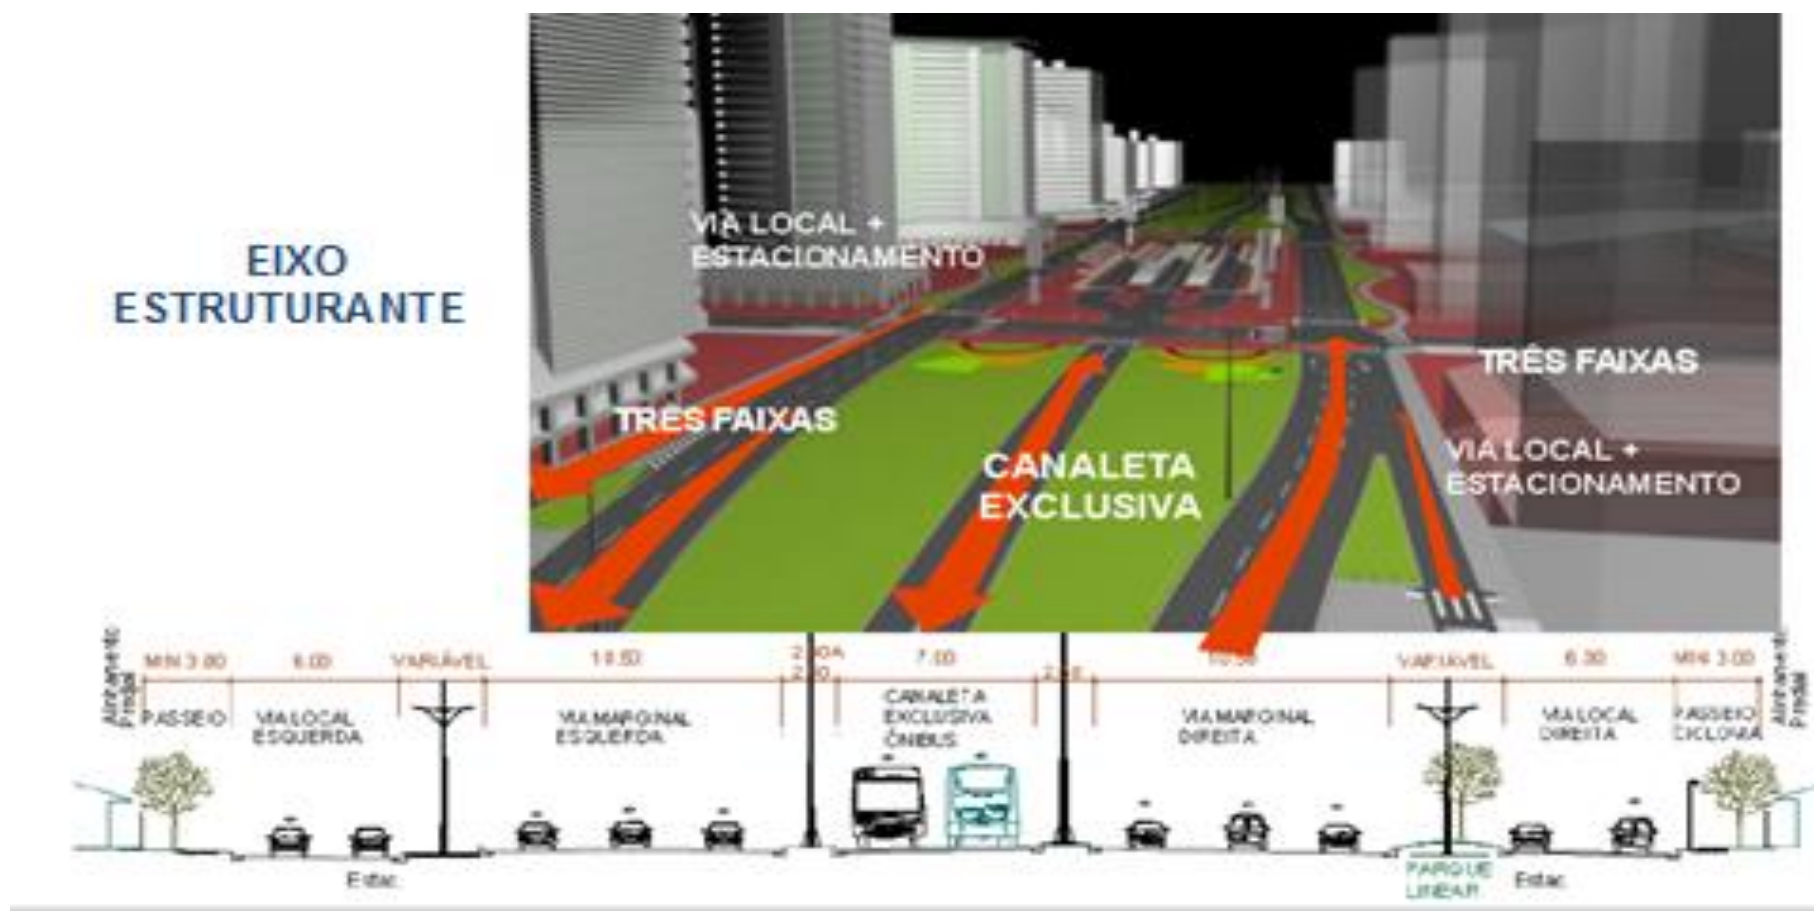 EIXO
ESTRUTURANTE
VIA LOCAL +
ESTACIONAMENTO
TRÊS FAIXAS
TRÊS FAIXAS
CANALETA
EXCLUSIVA
VIA LOCAL +
ESTACIONAMENTO
Alinhamento
Predial
MIN 3.00
VARIÁVEL
10.50
7.00
VARIÁVEL
MIN 3.00
Alinhamento
Predial
PASSEIO
VIA LOCAL
ESQUERDA
VIA MARGINAL
ESQUERDA
CANALETA
EXCLUSIVA
ÔNIBUS
VIA MARGINAL
DIREITA
VIA LOCAL
DIREITA
PASSEIO
CICLOVIA
Estac.
PARQUE
LINEAR
Estac.